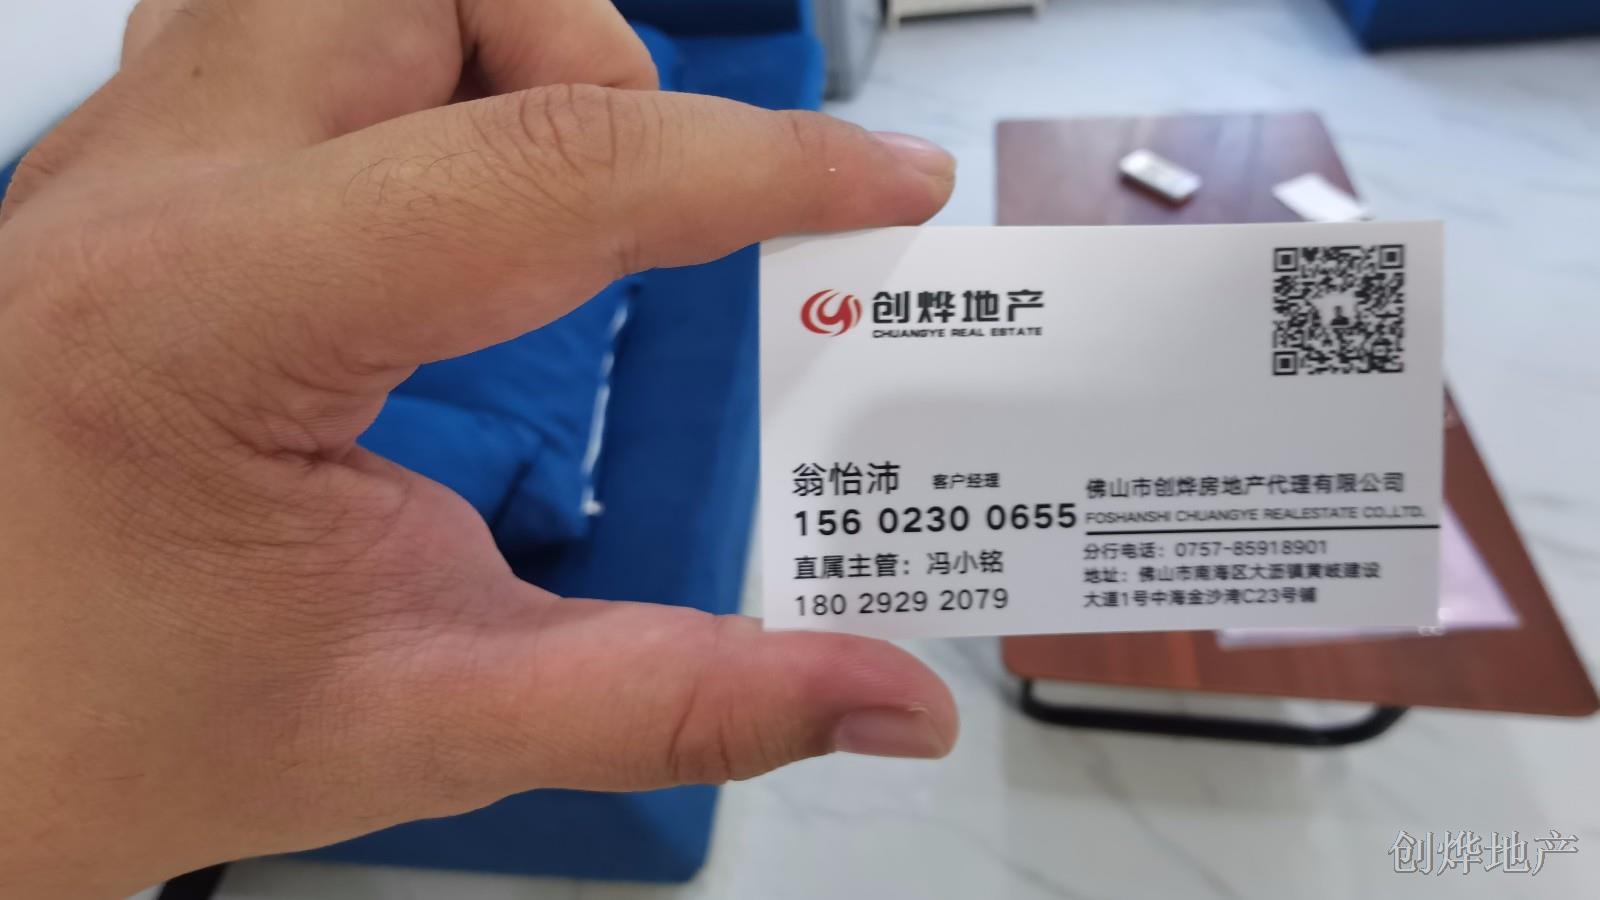 创烨地产
CHUANGYE REAL ESTATE
翁怡沛 客户经理
156 0230 0655
直属主管：冯小铭
180 2929 2079
佛山市创烨房地产代理有限公司
FOSHANSHI CHUANGYE REALESTATE CO.,LTD.
分行电话：0757-85918901
地址：佛山市南海区大沥镇黄岐建设
大道1号中海金沙湾C23号铺
创烨地产